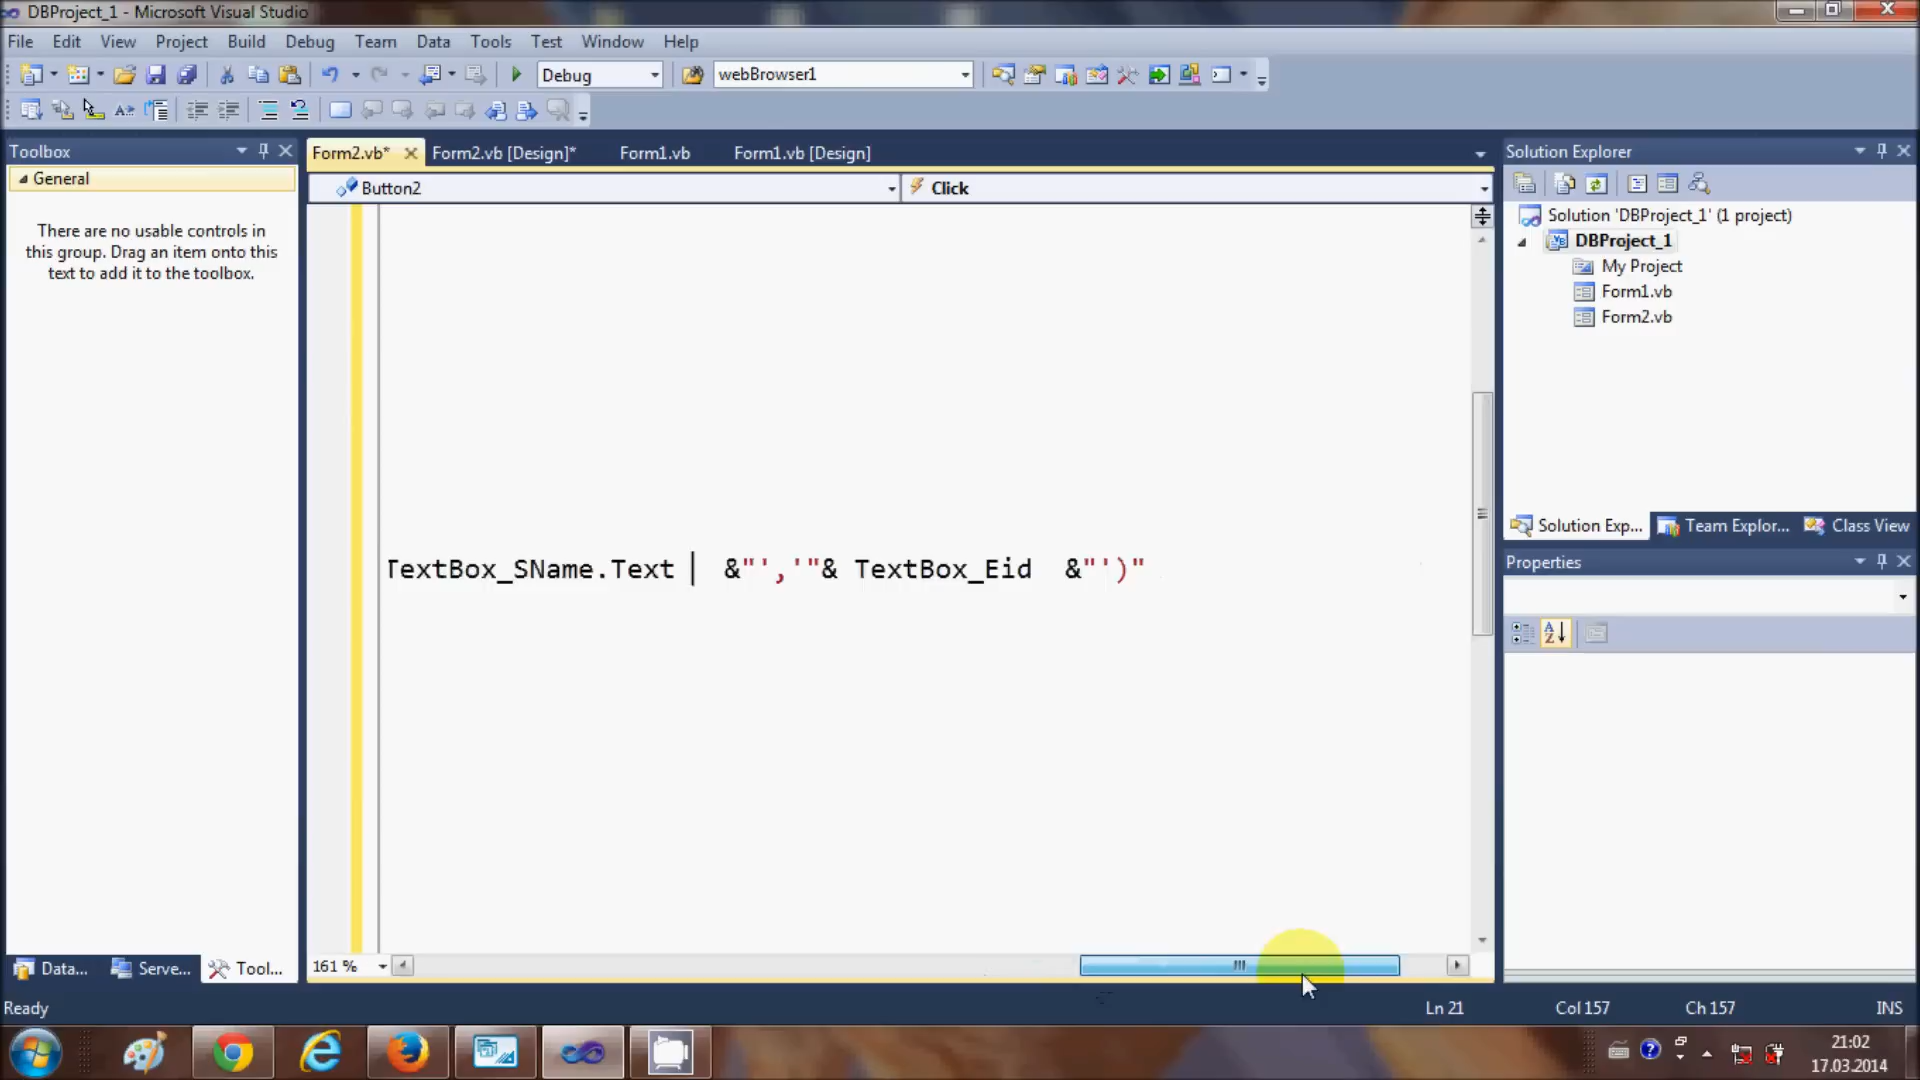 DBProject_1 - Microsoft Visual Studio
File Edit View Project Build Debug Team Data Tools Test Window Help
Debug webBrowser1
Toolbox
General
There are no usable controls in
this group. Drag an item onto this
text to add it to the toolbox.
Data... Serve... Tool...
Form2.vb* Form2.vb [Design]* Form1.vb Form1.vb [Design]
Button2 Click
TextBox_SName.Text &"','"& TextBox_Eid &"')"
161 %
Solution Explorer
Solution 'DBProject_1' (1 project)
DBProject_1
My Project
Form1.vb
Form2.vb
Solution Exp... Team Explor... Class View
Properties
Ready Ln 21 Col 157 Ch 157 INS
21:02
17.03.2014